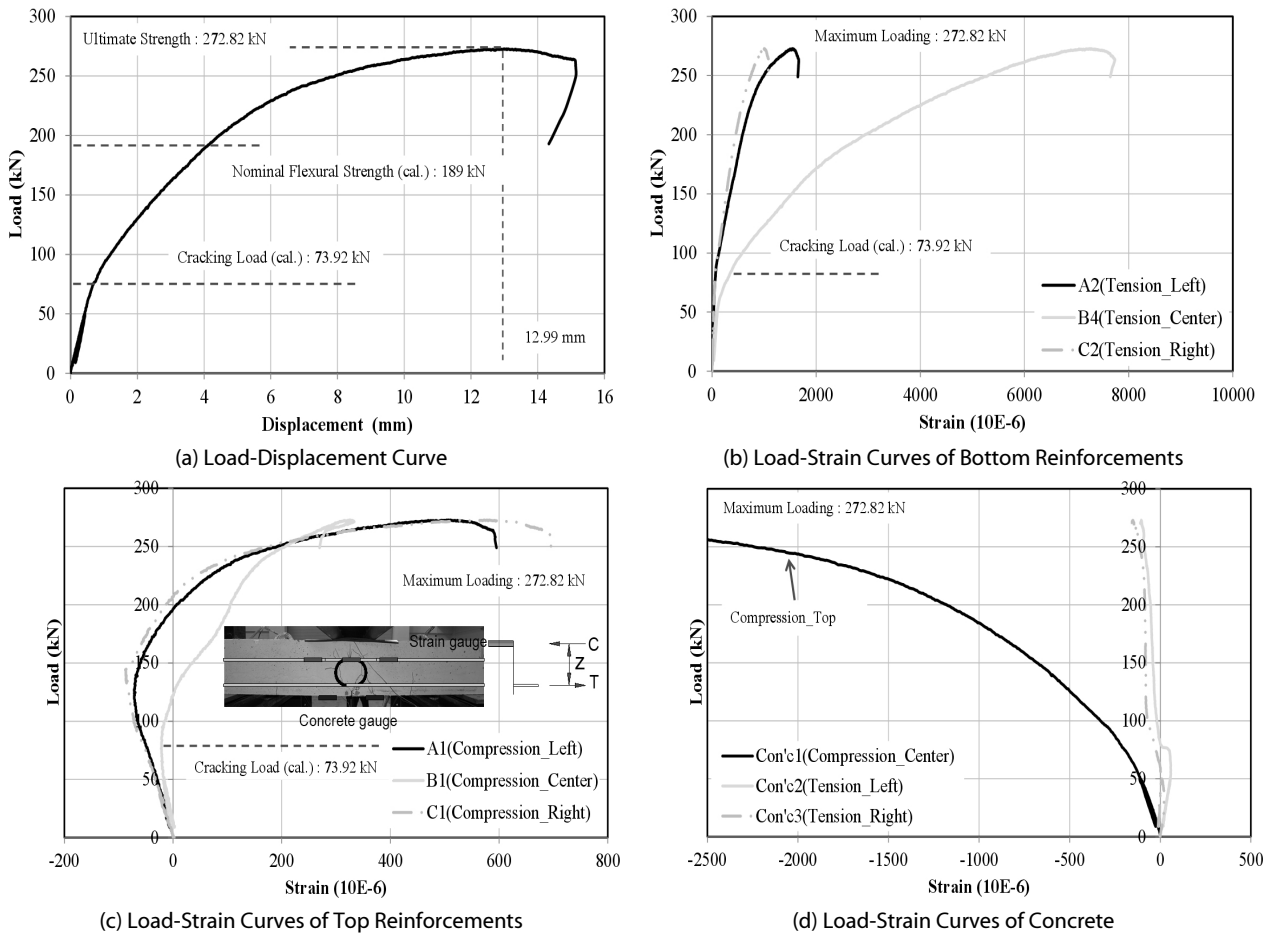 300
250
200
150
100
50
0
Load (kN)
Ultimate Strength : 272.82 kN
Nominal Flexural Strength (cal.) : 189 kN
Cracking Load (cal.) : 73.92 kN
12.99 mm
0 2 4 6 8 10 12 14 16
Displacement (mm)
(a) Load-Displacement Curve
300
250
200
150
100
50
0
Load (kN)
Maximum Loading : 272.82 kN
Cracking Load (cal.) : 73.92 kN
A2(Tension_Left)
B4(Tension_Center)
C2(Tension_Right)
0 2000 4000 6000 8000 10000
Strain (10E-6)
(b) Load-Strain Curves of Bottom Reinforcements
300
250
200
150
100
50
0
Load (kN)
Maximum Loading : 272.82 kN
Strain gauge
C
Z
T
Concrete gauge
Cracking Load (cal.) : 73.92 kN
A1(Compression_Left)
B1(Compression_Center)
C1(Compression_Right)
-200 0 200 400 600 800
Strain (10E-6)
(c) Load-Strain Curves of Top Reinforcements
300
250
200
150
100
50
0
Load (kN)
Maximum Loading : 272.82 kN
Compression_Top
Con'c1(Compression_Center)
Con'c2(Tension_Left)
Con'c3(Tension_Right)
-2500 -2000 -1500 -1000 -500 0 500
Strain (10E-6)
(d) Load-Strain Curves of Concrete